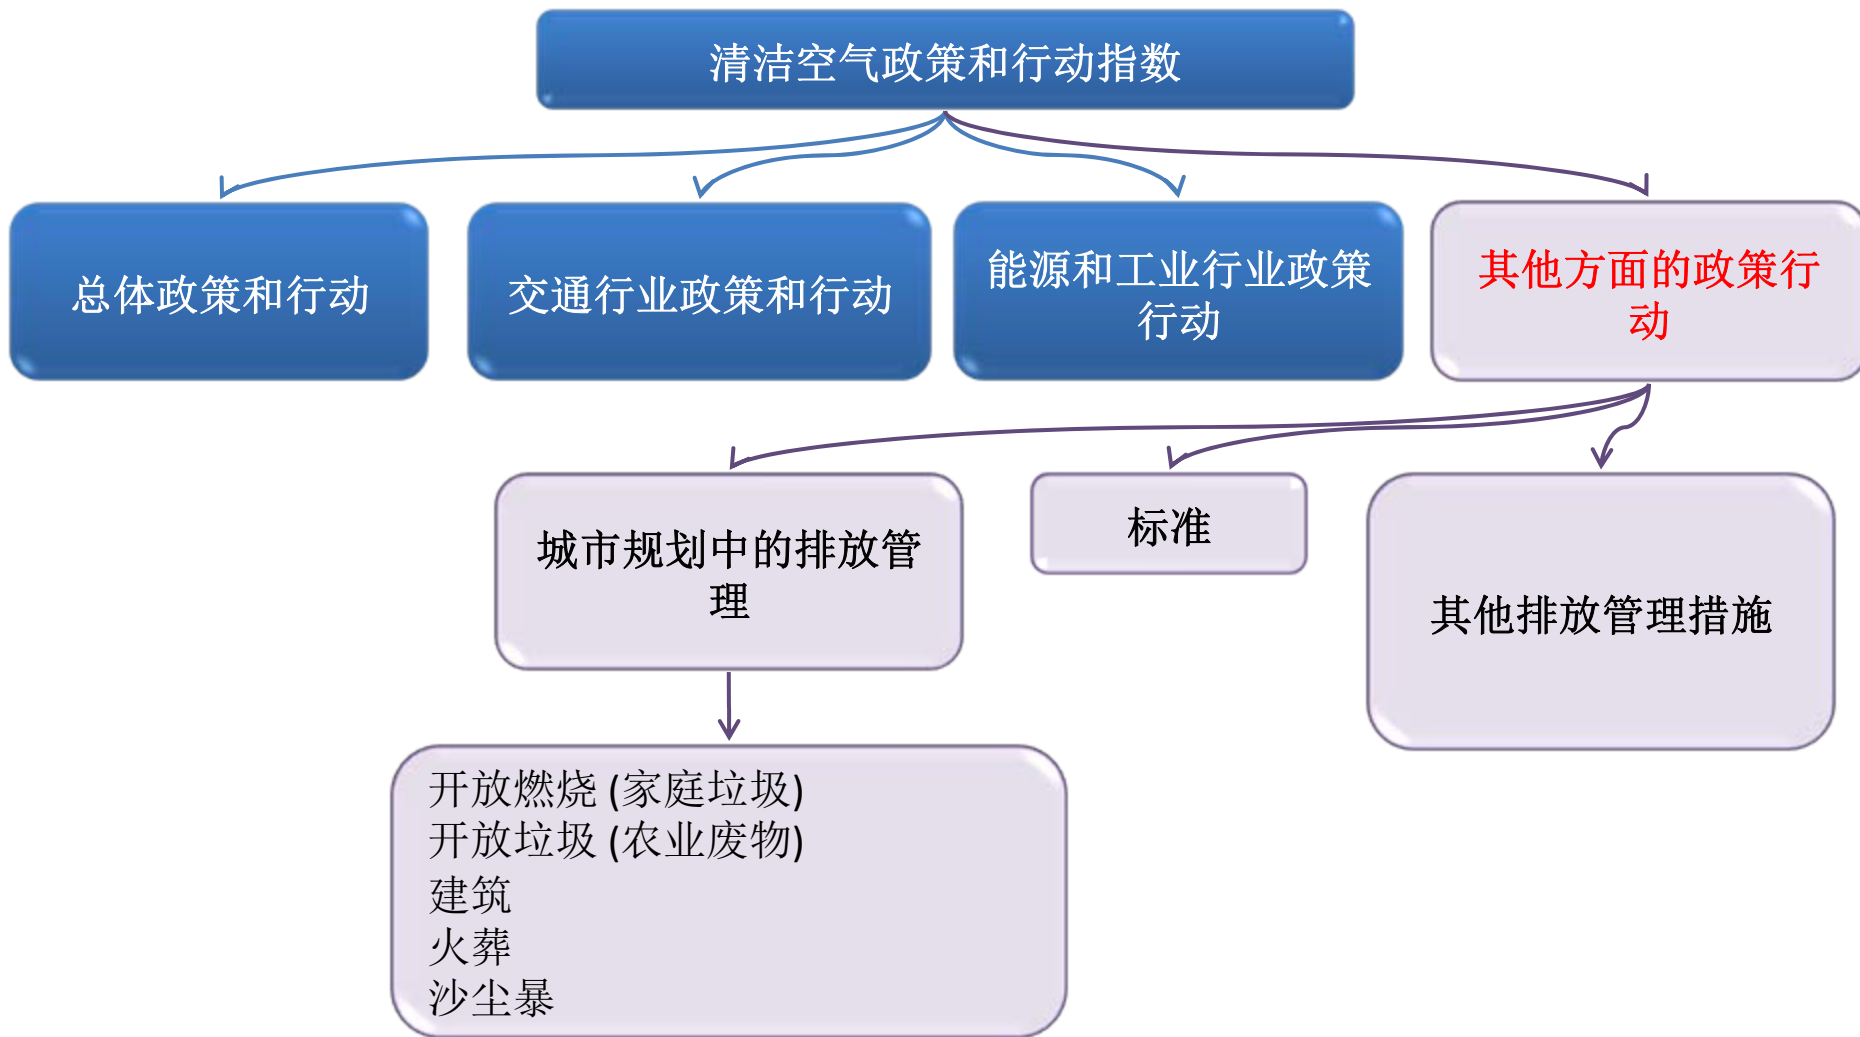 清洁空气政策和行动指数
总体政策和行动
交通行业政策和行动
能源和工业行业政策
行动
其他方面的政策行
动
城市规划中的排放管
理
标准
其他排放管理措施
开放燃烧 (家庭垃圾)
开放垃圾 (农业废物)
建筑
火葬
沙尘暴